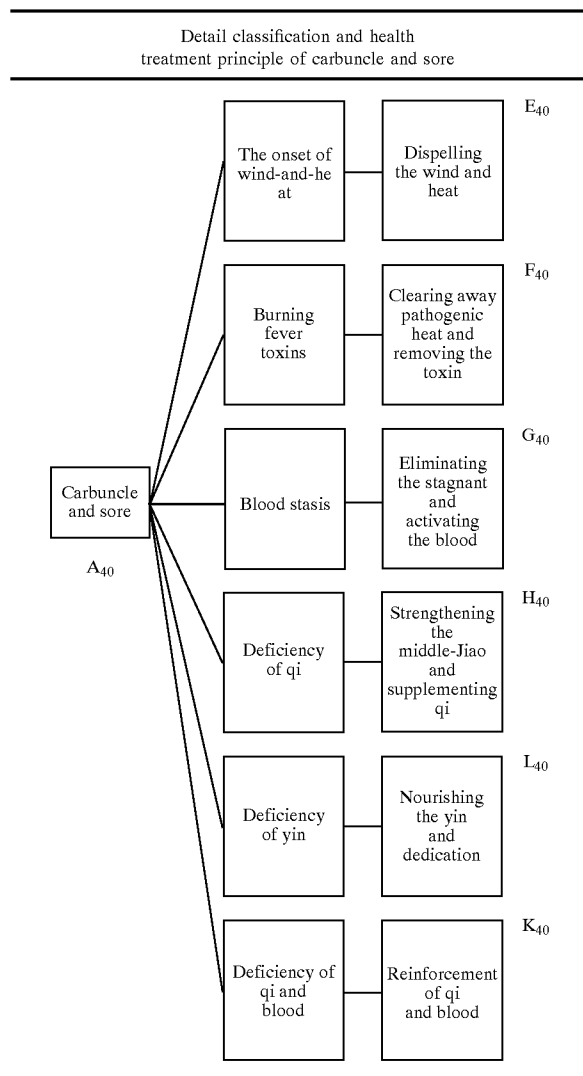 Detail classification and health
treatment principle of carbuncle and sore
E40
The onset of
wind-and-he
at
Dispelling
the wind and
heat
F40
Burning
fever
toxins
Clearing away
pathogenic
heat and
removing the
toxin
G40
Carbuncle
and sore
A40
Blood stasis
Eliminating
the stagnant
and
activating
the blood
H40
Deficiency
of qi
Strengthening
the
middle-Jiao
and
supplementing
qi
L40
Deficiency
of yin
Nourishing
the yin
and
dedication
K40
Deficiency of
qi and
blood
Reinforcement
of qi
and blood